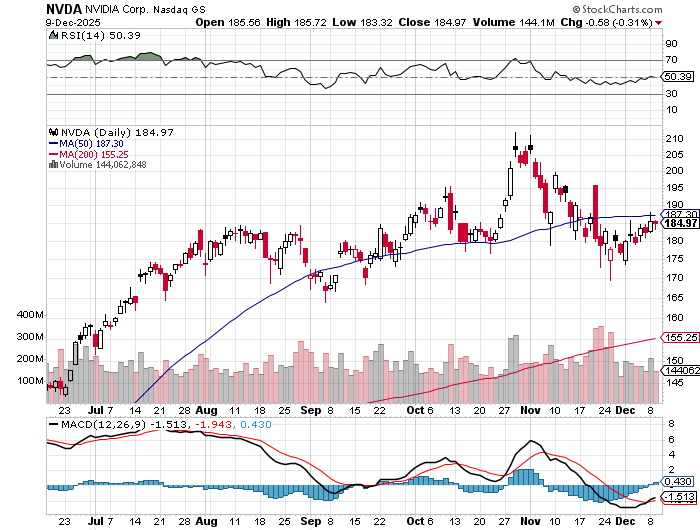 NVDA NVIDIA Corp. Nasdaq GS © StockCharts.com
9-Dec-2025 Open 185.56 High 185.72 Low 183.32 Close 184.97 Volume 144.1M Chg -0.58 (-0.31%)
RSI(14) 50.39
90
70
50.39
30
10
NVDA (Daily) 184.97
MA(50) 187.30
MA(200) 155.25
Volume 144,062,848
210
205
200
195
190
187.30
184.97
180
175
170
165
160
155.25
150
144062
145
400M
300M
200M
100M
23 Jul 7 14 21 28 Aug 11 18 25 Sep 8 15 22 Oct 6 13 20 27 Nov 10 17 24 Dec 8
MACD(12,26,9) -1.513, -1.943, 0.430
8
6
4
2
0.430
-1.513
23 Jul 7 14 21 28 Aug 11 18 25 Sep 8 15 22 Oct 6 13 20 27 Nov 10 17 24 Dec 8